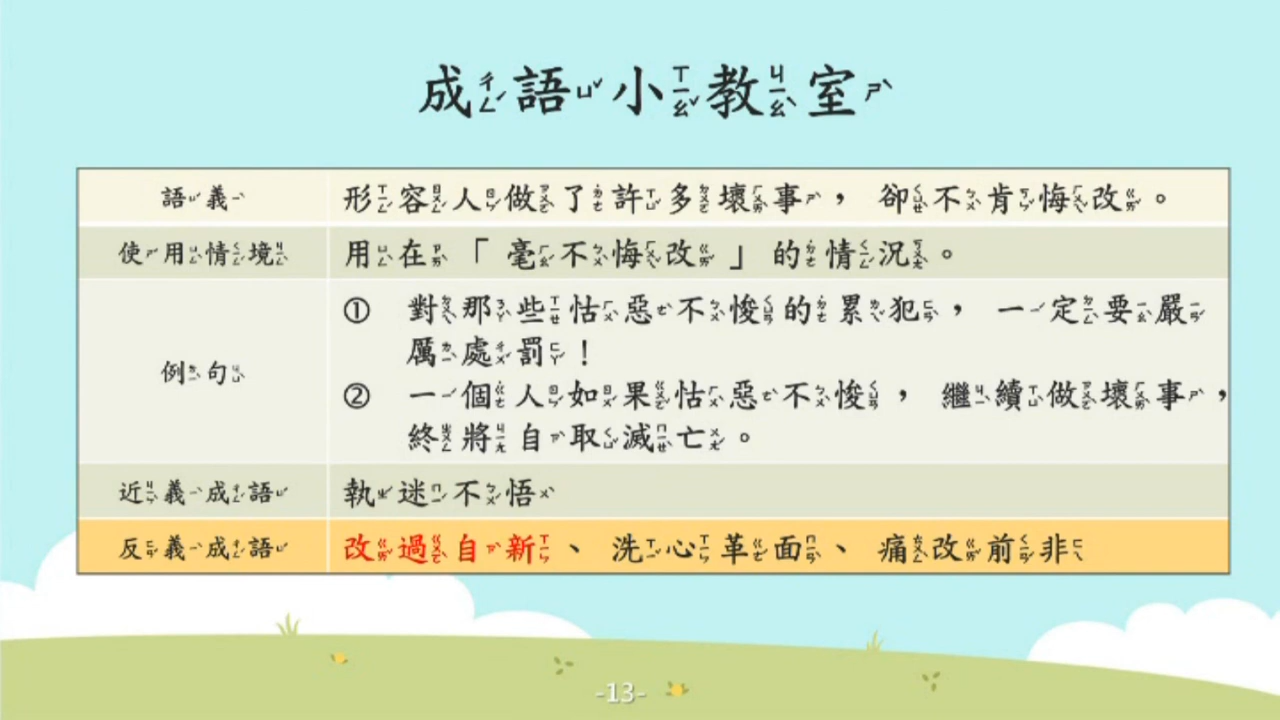 成語小教室
語義
形容人做了許多壞事，卻不肯悔改。
使用情境
用在「毫不悔改」的情況。
例句
① 對那些怙惡不悛的累犯，一定要嚴
厲處罰！
② 一個人如果怙惡不悛，繼續做壞事，
終將自取滅亡。
近義成語
執迷不悟
反義成語
改過自新、洗心革面、痛改前非
-13-